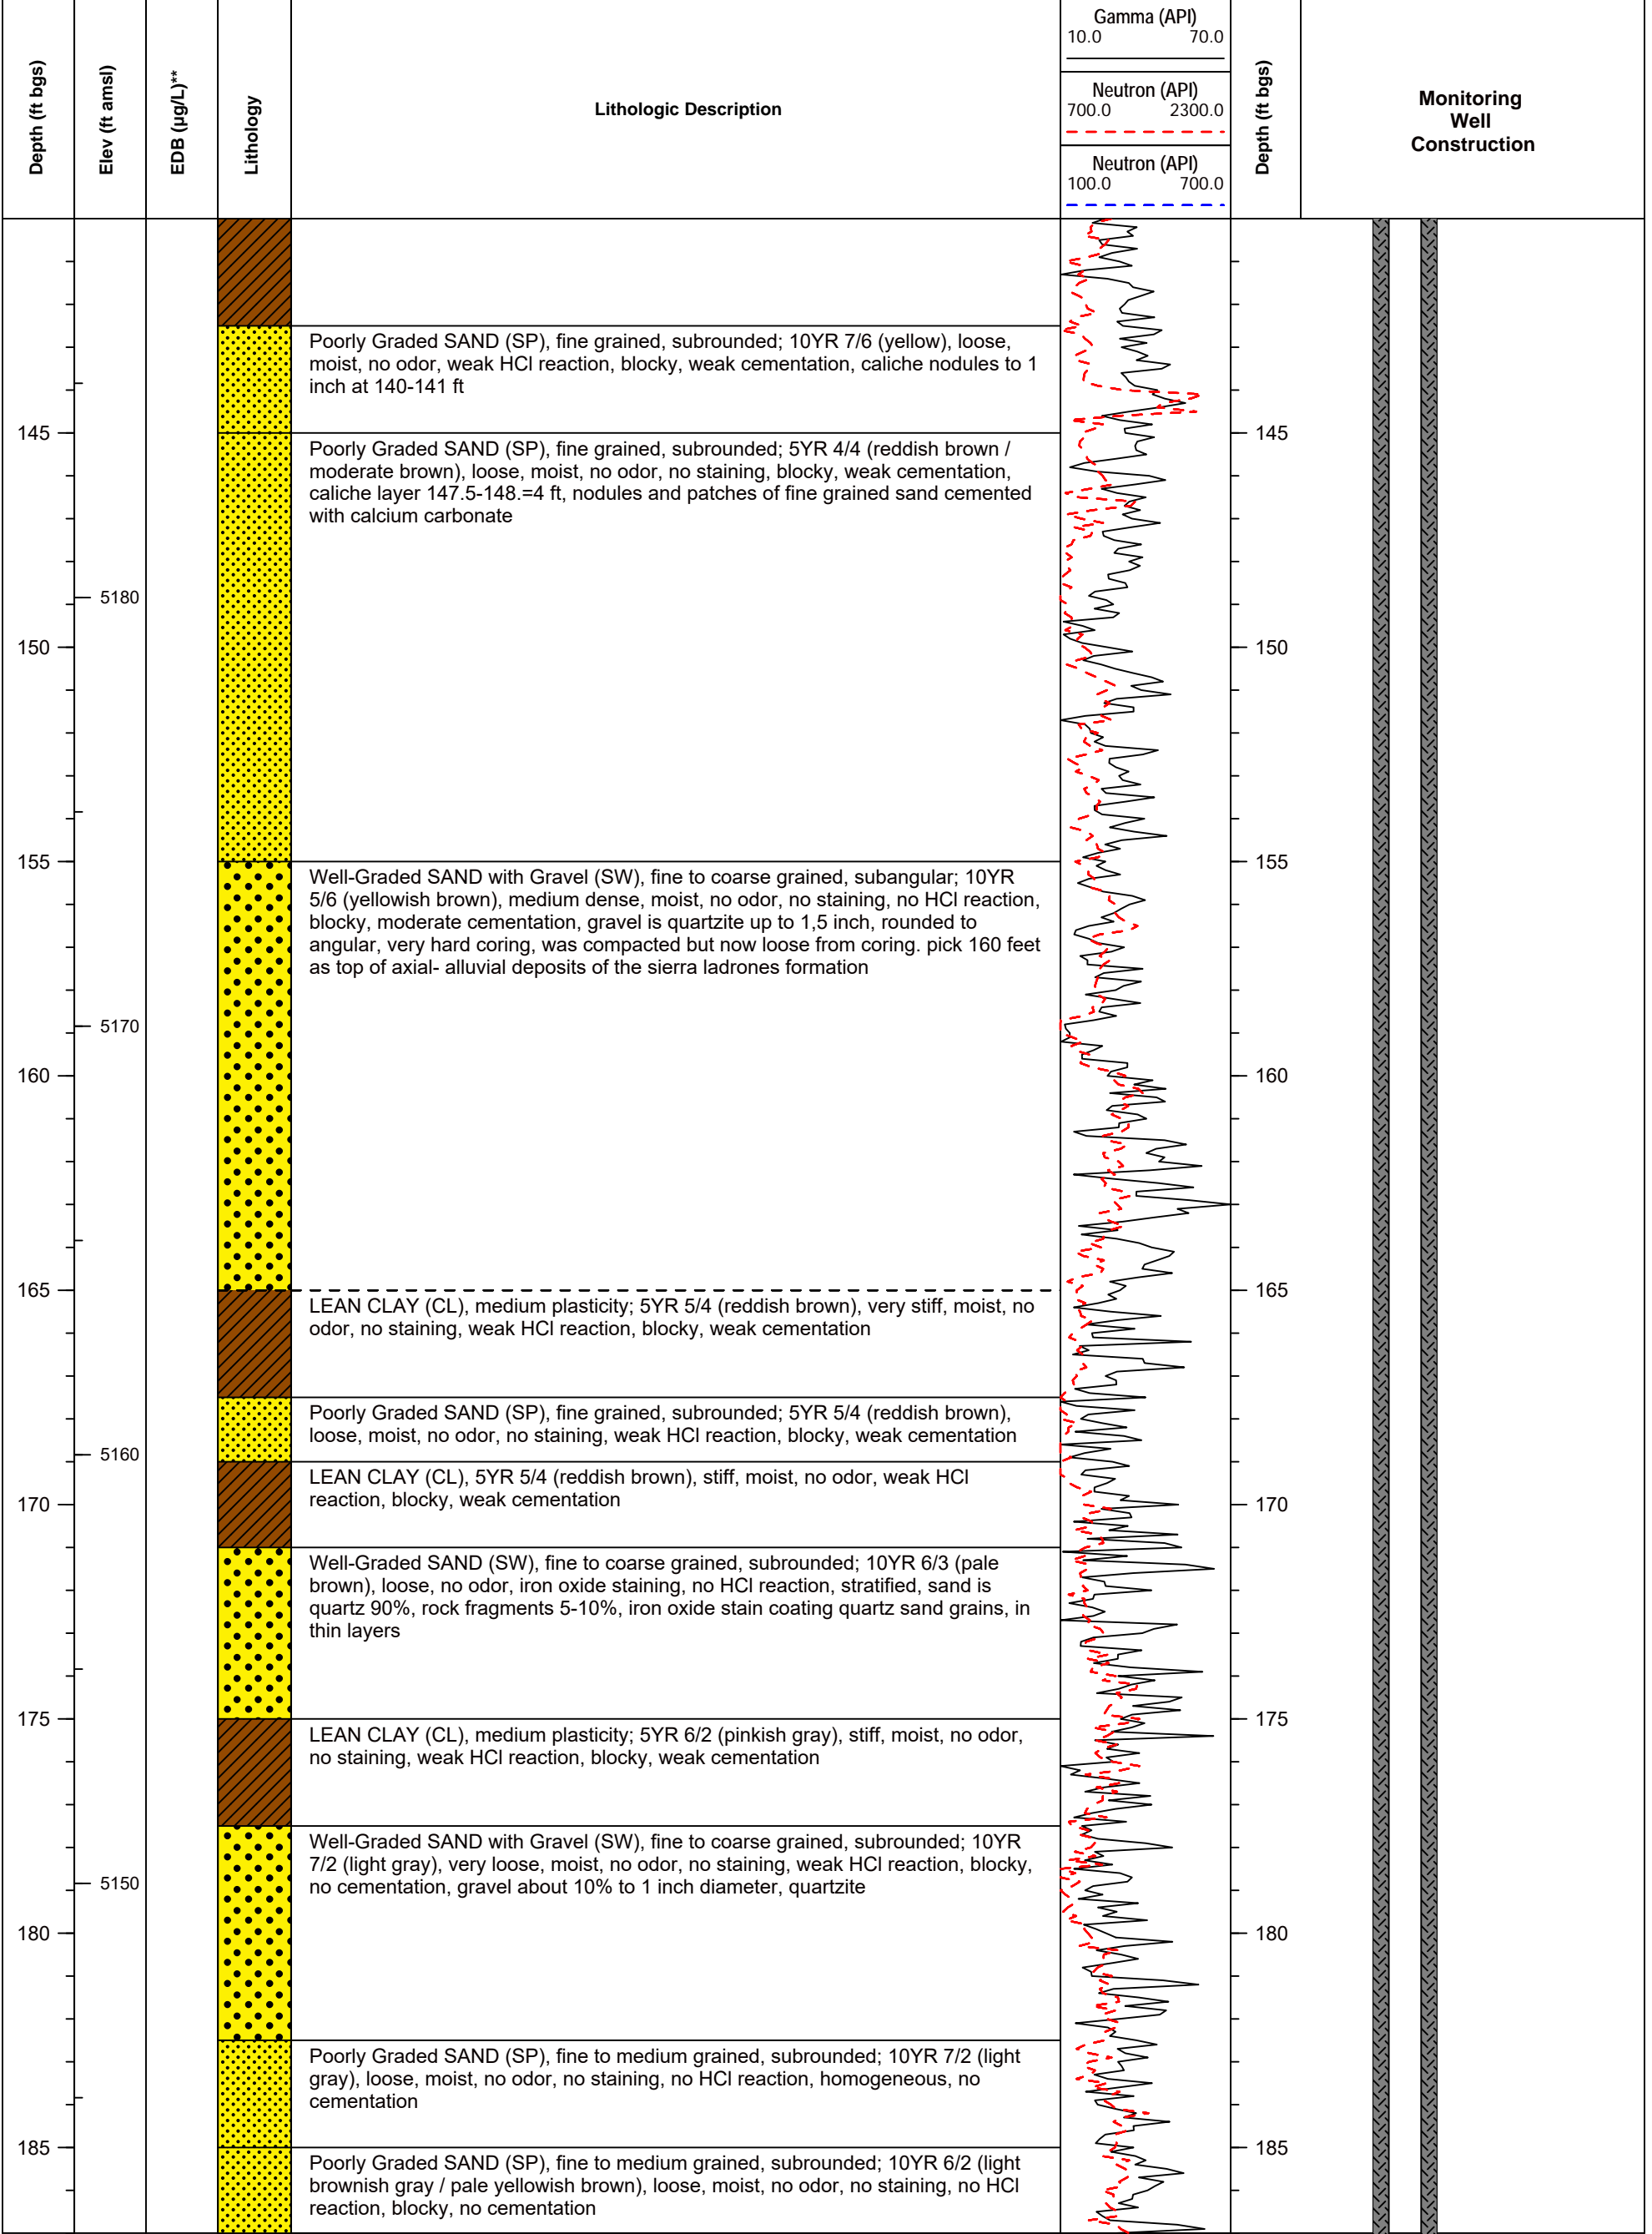 Depth (ft bgs)
Elev (ft amsl)
EDB (µg/L)**
Lithology
Lithologic Description
Gamma (API)
10.0 70.0
Neutron (API)
700.0 2300.0
Neutron (API)
100.0 700.0
Depth (ft bgs)
Monitoring
Well
Construction
Poorly Graded SAND (SP), fine grained, subrounded; 10YR 7/6 (yellow), loose,
moist, no odor, weak HCl reaction, blocky, weak cementation, caliche nodules to 1
inch at 140-141 ft
145 145
Poorly Graded SAND (SP), fine grained, subrounded; 5YR 4/4 (reddish brown /
moderate brown), loose, moist, no odor, no staining, blocky, weak cementation,
caliche layer 147.5-148.=4 ft, nodules and patches of fine grained sand cemented
with calcium carbonate
5180
150 150
155 155
Well-Graded SAND with Gravel (SW), fine to coarse grained, subangular; 10YR
5/6 (yellowish brown), medium dense, moist, no odor, no staining, no HCl reaction,
blocky, moderate cementation, gravel is quartzite up to 1,5 inch, rounded to
angular, very hard coring, was compacted but now loose from coring. pick 160 feet
as top of axial- alluvial deposits of the sierra ladrones formation
5170
160 160
165 165
LEAN CLAY (CL), medium plasticity; 5YR 5/4 (reddish brown), very stiff, moist, no
odor, no staining, weak HCl reaction, blocky, weak cementation
Poorly Graded SAND (SP), fine grained, subrounded; 5YR 5/4 (reddish brown),
loose, moist, no odor, no staining, weak HCl reaction, blocky, weak cementation
5160
LEAN CLAY (CL), 5YR 5/4 (reddish brown), stiff, moist, no odor, weak HCl
reaction, blocky, weak cementation
170 170
Well-Graded SAND (SW), fine to coarse grained, subrounded; 10YR 6/3 (pale
brown), loose, no odor, iron oxide staining, no HCl reaction, stratified, sand is
quartz 90%, rock fragments 5-10%, iron oxide stain coating quartz sand grains, in
thin layers
175 175
LEAN CLAY (CL), medium plasticity; 5YR 6/2 (pinkish gray), stiff, moist, no odor,
no staining, weak HCl reaction, blocky, weak cementation
Well-Graded SAND with Gravel (SW), fine to coarse grained, subrounded; 10YR
7/2 (light gray), very loose, moist, no odor, no staining, weak HCl reaction, blocky,
no cementation, gravel about 10% to 1 inch diameter, quartzite
5150
180 180
Poorly Graded SAND (SP), fine to medium grained, subrounded; 10YR 7/2 (light
gray), loose, moist, no odor, no staining, no HCl reaction, homogeneous, no
cementation
185 185
Poorly Graded SAND (SP), fine to medium grained, subrounded; 10YR 6/2 (light
brownish gray / pale yellowish brown), loose, moist, no odor, no staining, no HCl
reaction, blocky, no cementation